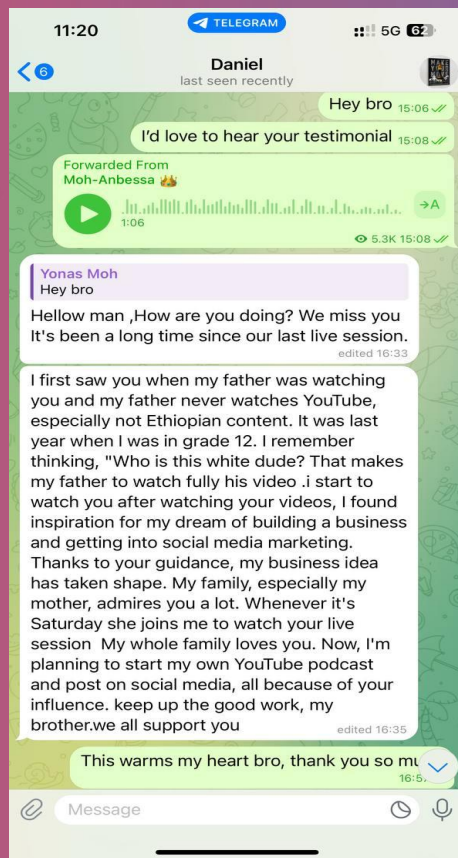 11:20
TELEGRAM
5G 62
6
Daniel
last seen recently
Hey bro 15:06
I'd love to hear your testimonial 15:08
Forwarded From
Moh-Anbessa
1:06
→A
5.3K 15:08
Yonas Moh
Hey bro
Hellow man ,How are you doing? We miss you
It's been a long time since our last live session.
edited 16:33
I first saw you when my father was watching
you and my father never watches YouTube,
especially not Ethiopian content. It was last
year when I was in grade 12. I remember
thinking, "Who is this white dude? That makes
my father to watch fully his video .i start to
watch you after watching your videos, I found
inspiration for my dream of building a business
and getting into social media marketing.
Thanks to your guidance, my business idea
has taken shape. My family, especially my
mother, admires you a lot. Whenever it's
Saturday she joins me to watch your live
session My whole family loves you. Now, I'm
planning to start my own YouTube podcast
and post on social media, all because of your
influence. keep up the good work, my
brother.we all support you
edited 16:35
This warms my heart bro, thank you so mu
Message